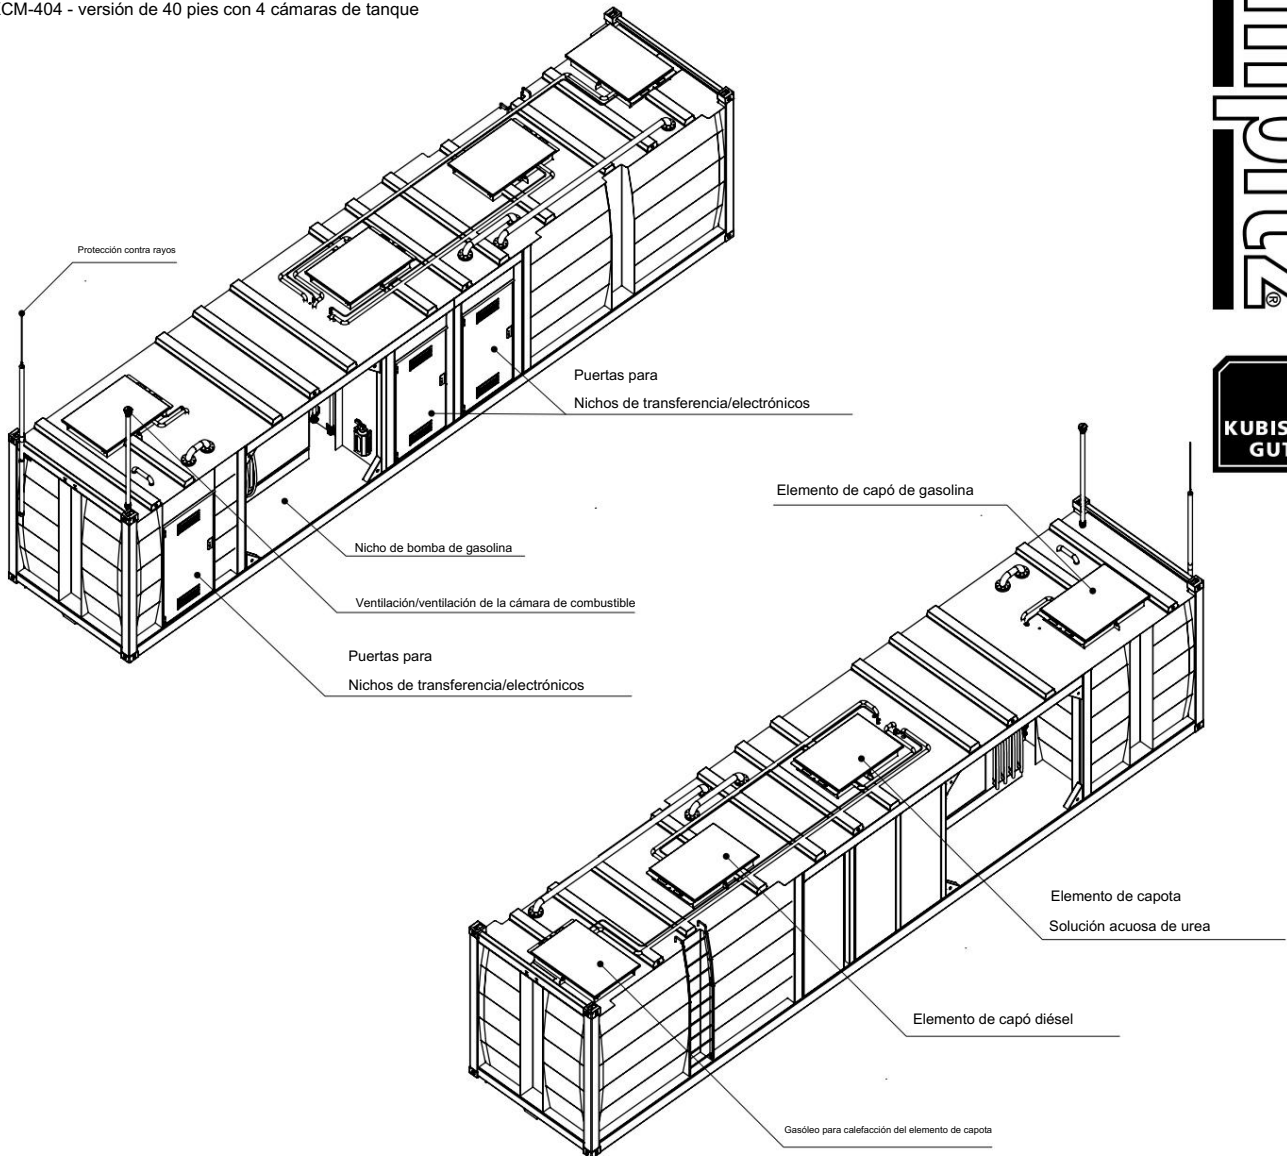 CM-404 - versión de 40 pies con 4 cámaras de tanque
Protección contra rayos
Puertas para
Nichos de transferencia/electrónicos
Elemento de capó de gasolina
Nicho de bomba de gasolina
Ventilación/ventilación de la cámara de combustible
Puertas para
Nichos de transferencia/electrónicos
Elemento de capota
Solución acuosa de urea
Elemento de capó diésel
Gasóleo para calefacción del elemento de capota
KUBIS
GUT
®